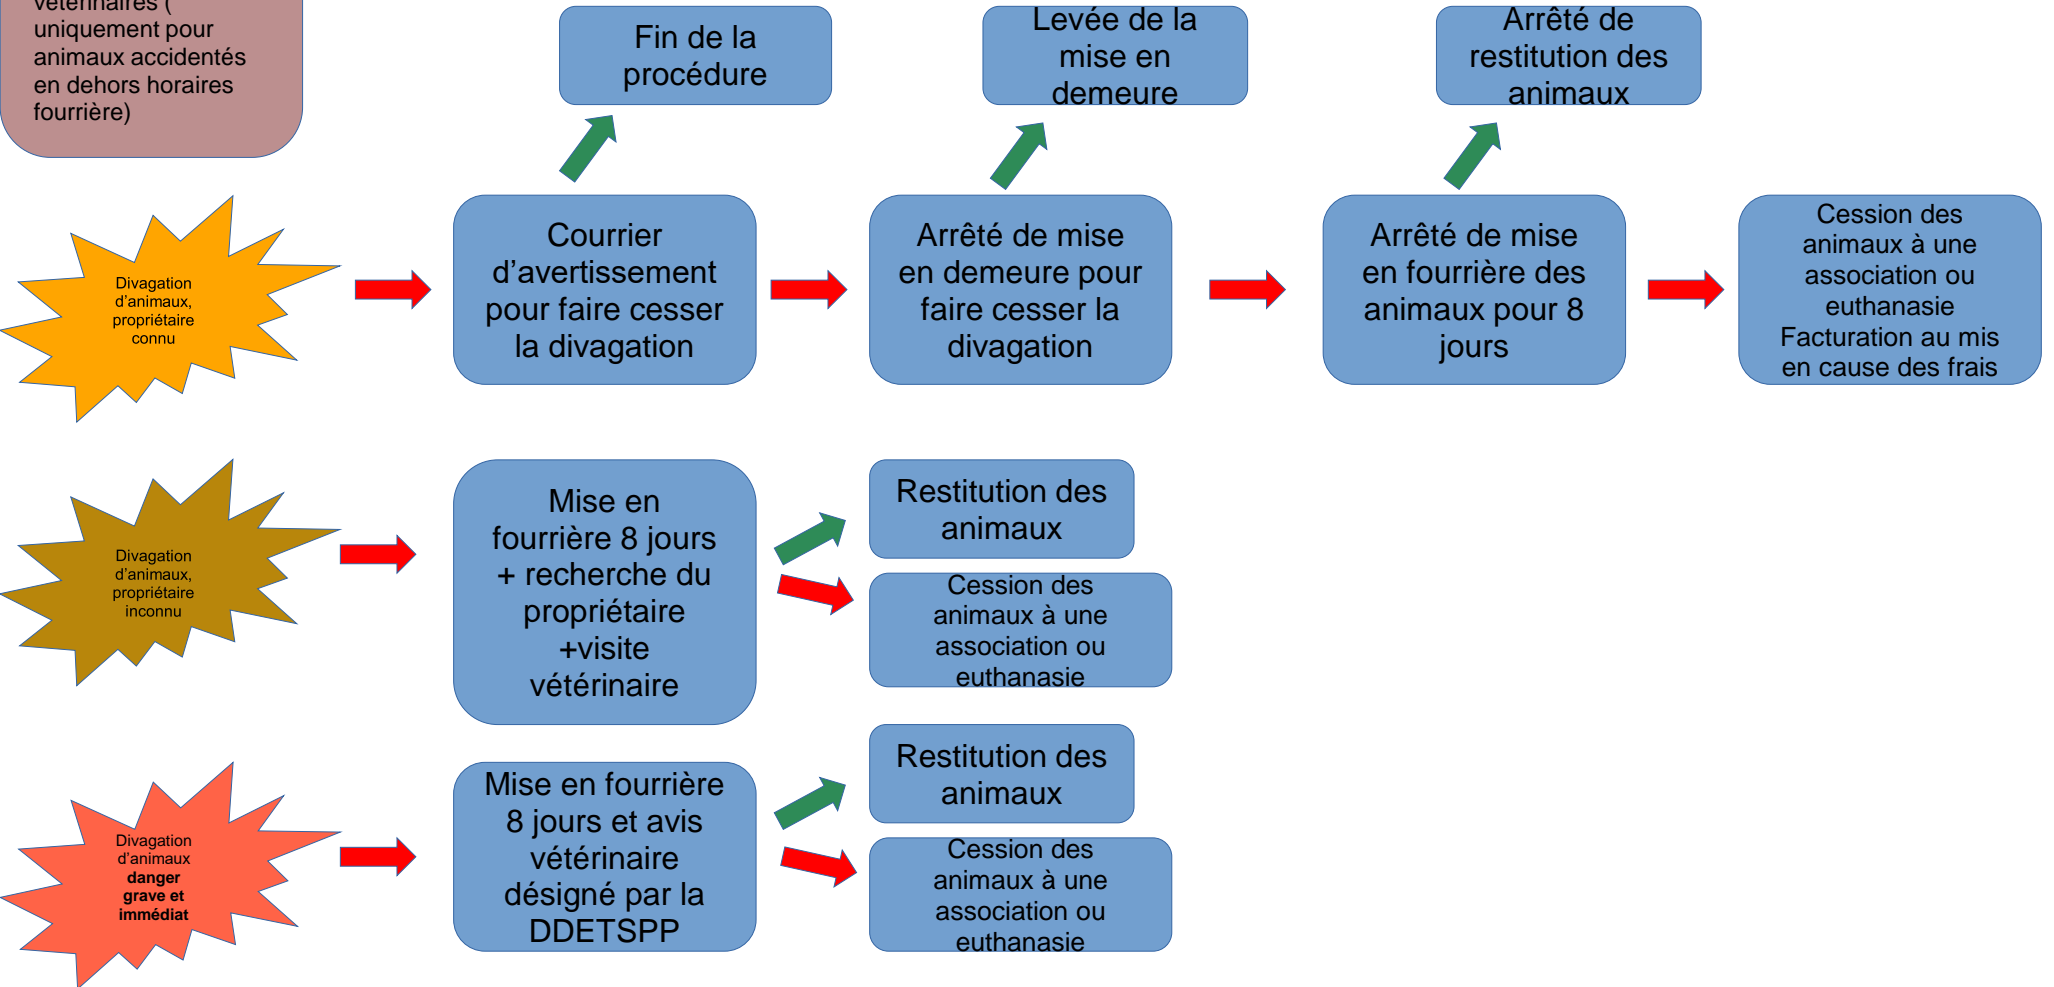 vétérinaires (
uniquement pour
animaux accidentés
en dehors horaires
fourrière)
Fin de la
procédure
Levée de la
mise en
demeure
Arrêté de
restitution des
animaux
Divagation
d'animaux,
propriétaire
connu
Courrier
d'avertissement
pour faire cesser
la divagation
Arrêté de mise
en demeure pour
faire cesser la
divagation
Arrêté de mise
en fourrière des
animaux pour 8
jours
Cession des
animaux à une
association ou
euthanasie
Facturation au mis
en cause des frais
Divagation
d'animaux,
propriétaire
inconnu
Mise en
fourrière 8 jours
+ recherche du
propriétaire
+visite
vétérinaire
Restitution des
animaux
Cession des
animaux à une
association ou
euthanasie
Divagation
d'animaux
danger
grave et
immédiat
Mise en fourrière
8 jours et avis
vétérinaire
désigné par la
DDETSPP
Restitution des
animaux
Cession des
animaux à une
association ou
euthanasie